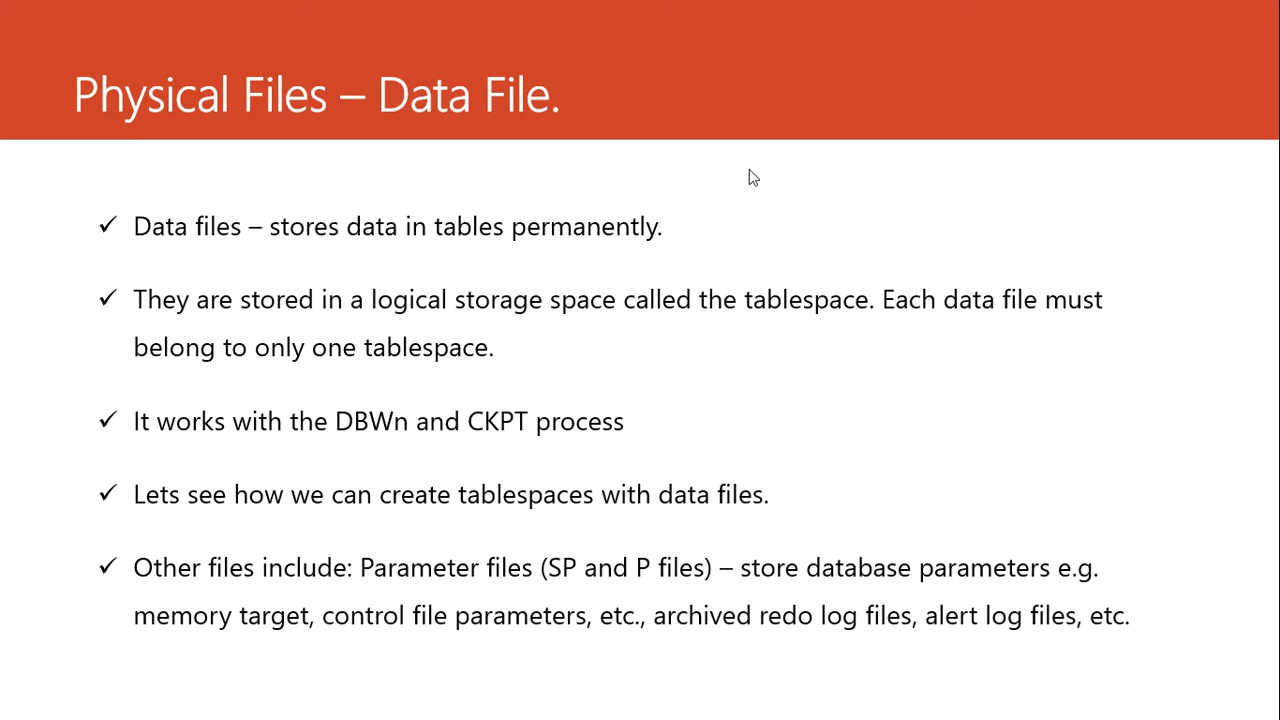 Physical Files – Data File.
✓ Data files – stores data in tables permanently.
✓ They are stored in a logical storage space called the tablespace. Each data file must
belong to only one tablespace.
✓ It works with the DBWn and CKPT process
✓ Lets see how we can create tablespaces with data files.
✓ Other files include: Parameter files (SP and P files) – store database parameters e.g.
memory target, control file parameters, etc., archived redo log files, alert log files, etc.